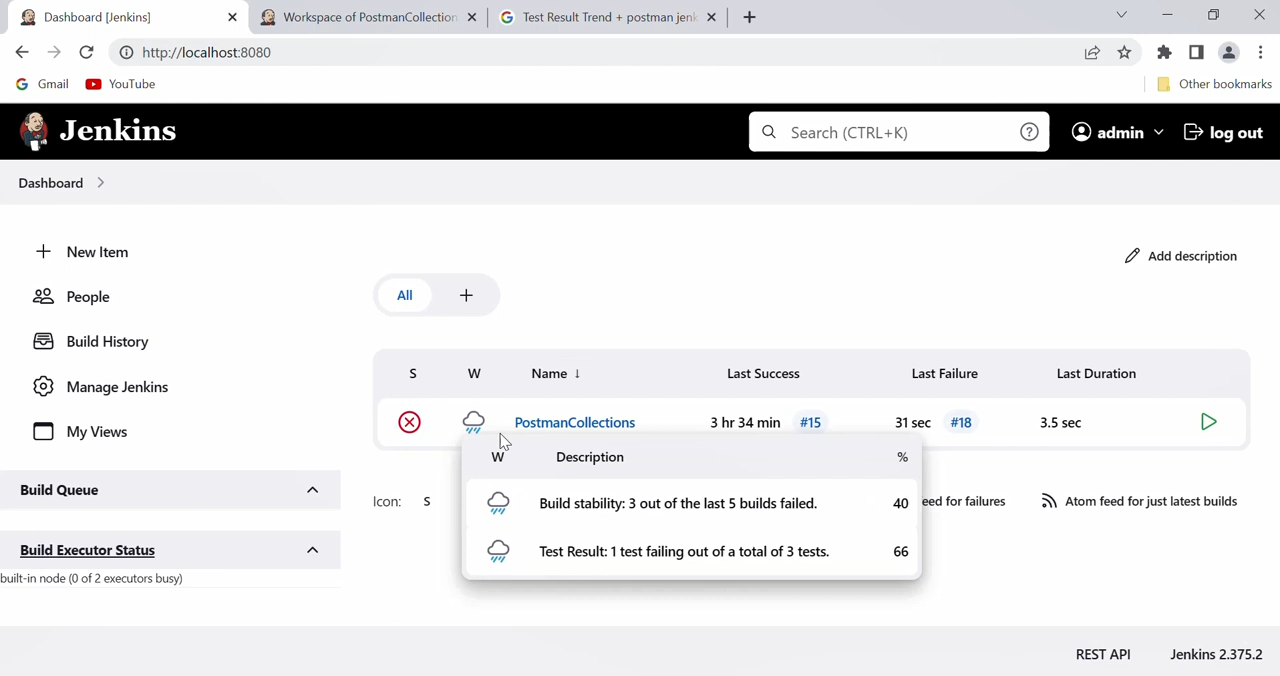 Dashboard [Jenkins]
Workspace of PostmanCollection
Test Result Trend + postman jenk
http://localhost:8080
Gmail
YouTube
Other bookmarks
Jenkins
Search (CTRL+K)
admin
log out
Dashboard
New Item
People
Build History
Manage Jenkins
My Views
Build Queue
Build Executor Status
built-in node (0 of 2 executors busy)
Add description
All
S W Name ↓ Last Success Last Failure Last Duration
PostmanCollections 3 hr 34 min #15 31 sec #18 3.5 sec
W Description %
Build stability: 3 out of the last 5 builds failed. 40
Test Result: 1 test failing out of a total of 3 tests. 66
Icon: S
eed for failures
Atom feed for just latest builds
REST API
Jenkins 2.375.2